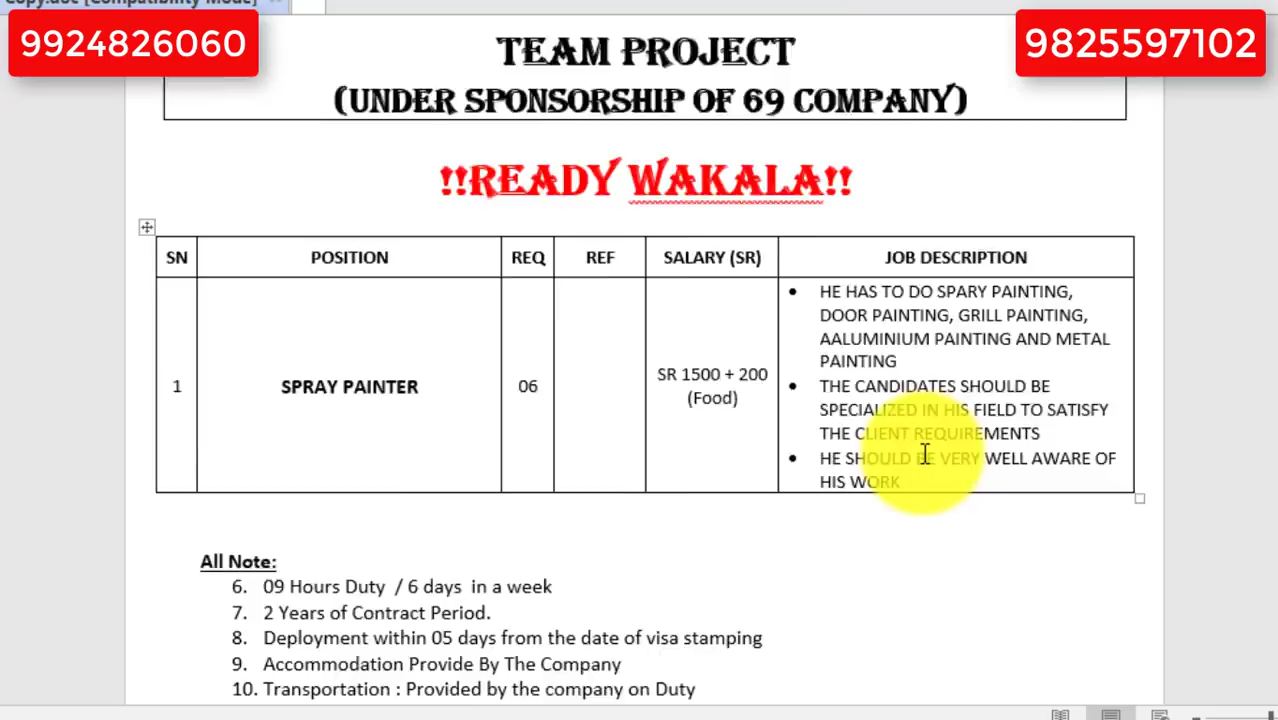 Copy.doc [Compatibility Mode]
9924826060
9825597102
TEAM PROJECT
(UNDER SPONSORSHIP OF 69 COMPANY)
!!READY WAKALA!!
SN POSITION REQ REF SALARY (SR) JOB DESCRIPTION
1 SPRAY PAINTER 06 SR 1500 + 200
(Food)
• HE HAS TO DO SPARY PAINTING,
DOOR PAINTING, GRILL PAINTING,
AALUMINIUM PAINTING AND METAL
PAINTING
• THE CANDIDATES SHOULD BE
SPECIALIZED IN HIS FIELD TO SATISFY
THE CLIENT REQUIREMENTS
• HE SHOULD BE VERY WELL AWARE OF
HIS WORK
All Note:
6. 09 Hours Duty / 6 days in a week
7. 2 Years of Contract Period.
8. Deployment within 05 days from the date of visa stamping
9. Accommodation Provide By The Company
10. Transportation : Provided by the company on Duty